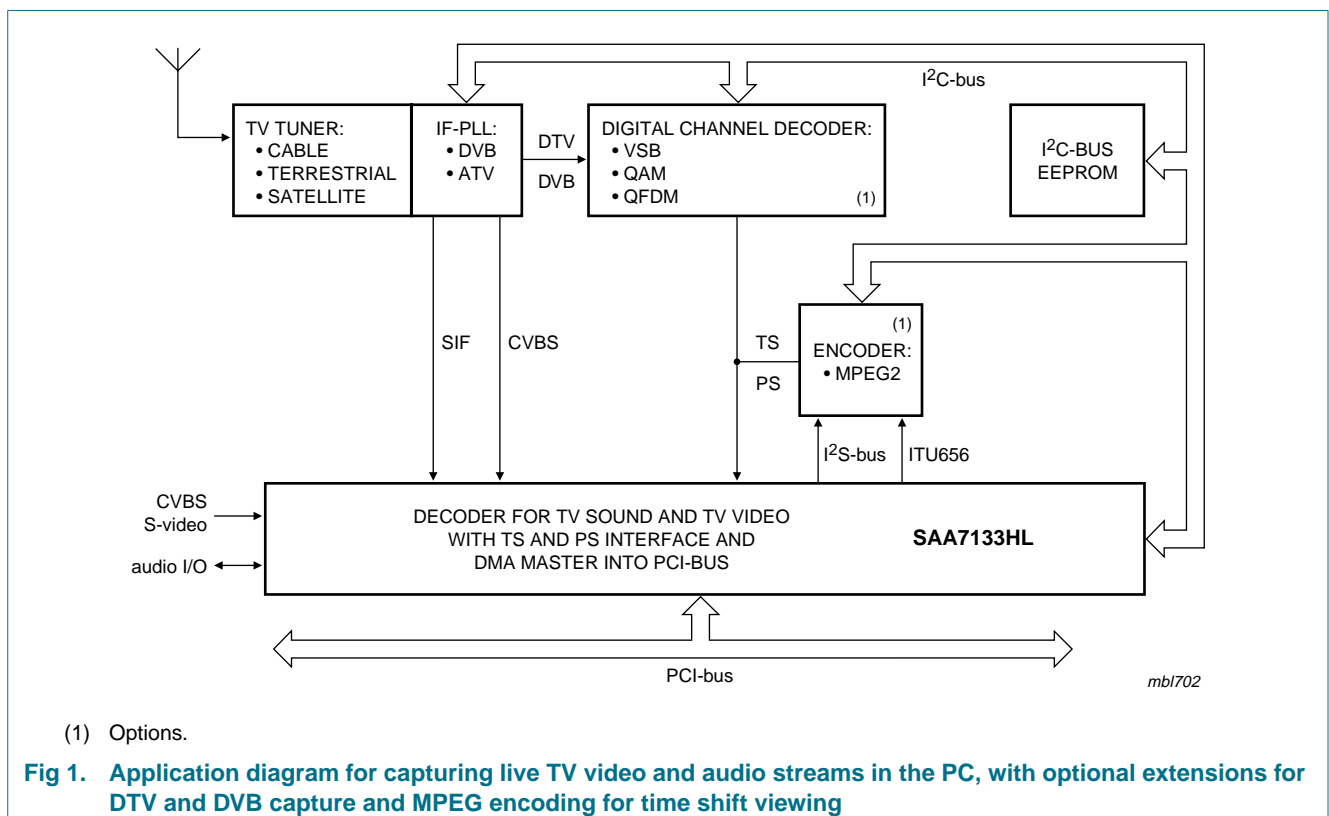 I2C-bus
TV TUNER:
• CABLE
• TERRESTRIAL
• SATELLITE
IF-PLL:
• DVB
• ATV
DTV
DVB
DIGITAL CHANNEL DECODER:
• VSB
• QAM
• QFDM
(1)
I2C-BUS
EEPROM
SIF
CVBS
TS
PS
(1)
ENCODER:
• MPEG2
I2S-bus
ITU656
CVBS
S-video
audio I/O
DECODER FOR TV SOUND AND TV VIDEO
WITH TS AND PS INTERFACE AND
DMA MASTER INTO PCI-BUS
SAA7133HL
PCI-bus
mbl702
(1) Options.
Fig 1. Application diagram for capturing live TV video and audio streams in the PC, with optional extensions for
DTV and DVB capture and MPEG encoding for time shift viewing